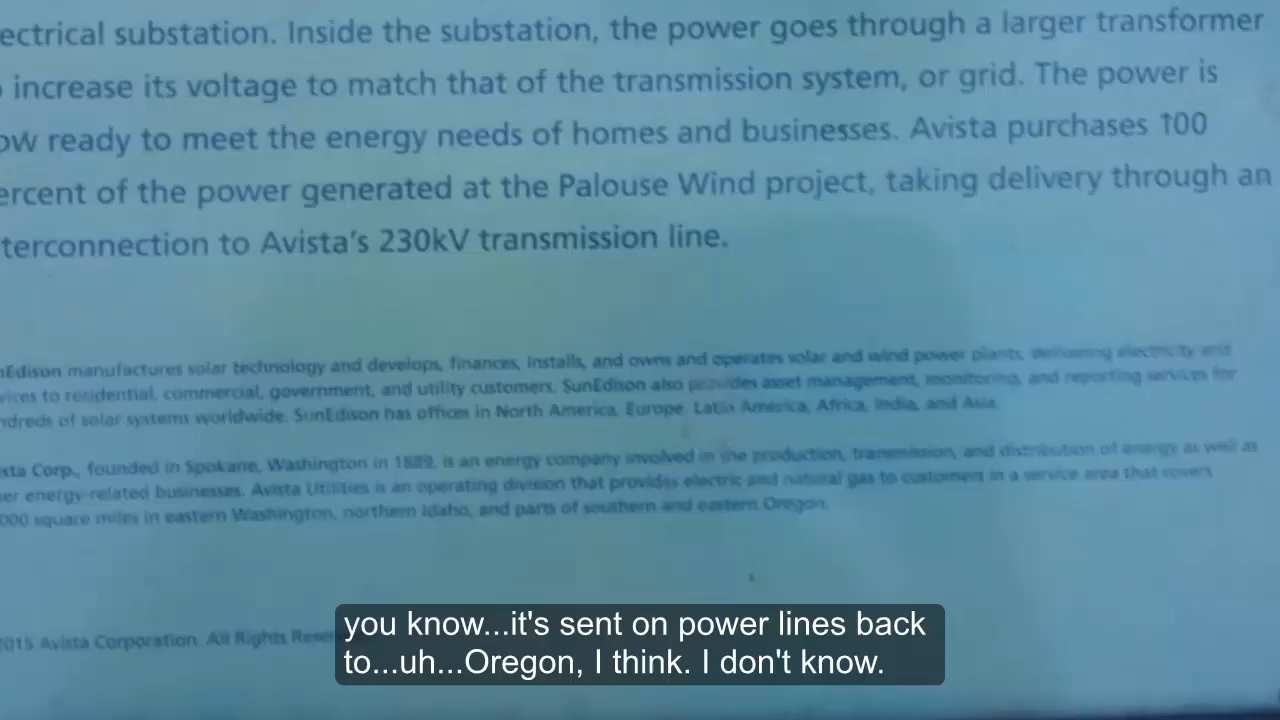 ectrical substation. Inside the substation, the power goes through a larger transformer
o increase its voltage to match that of the transmission system, or grid. The power is
ow ready to meet the energy needs of homes and businesses. Avista purchases 100
ercent of the power generated at the Palouse Wind project, taking delivery through an
terconnection to Avista's 230kV transmission line.
nEdison manufactures solar technology and develops, finances, installs, and owns and operates solar and wind power plants, delivering electricity and
vices to residential, commercial, government, and utility customers. SunEdison also provides asset management, monitoring, and reporting services for
ndreds of solar systems worldwide. SunEdison has offices in North America, Europe, Latin America, Africa, India, and Asia.
sta Corp., founded in Spokane, Washington in 1889, is an energy company involved in the production, transmission, and distribution of energy as well as
er energy-related businesses. Avista Utilities is an operating division that provides electric and natural gas to customers in a service area that covers
000 square miles in eastern Washington, northern Idaho, and parts of southern and eastern Oregon.
2015 Avista Corporation. All Rights Reser
you know...it's sent on power lines back
to...uh...Oregon, I think. I don't know.